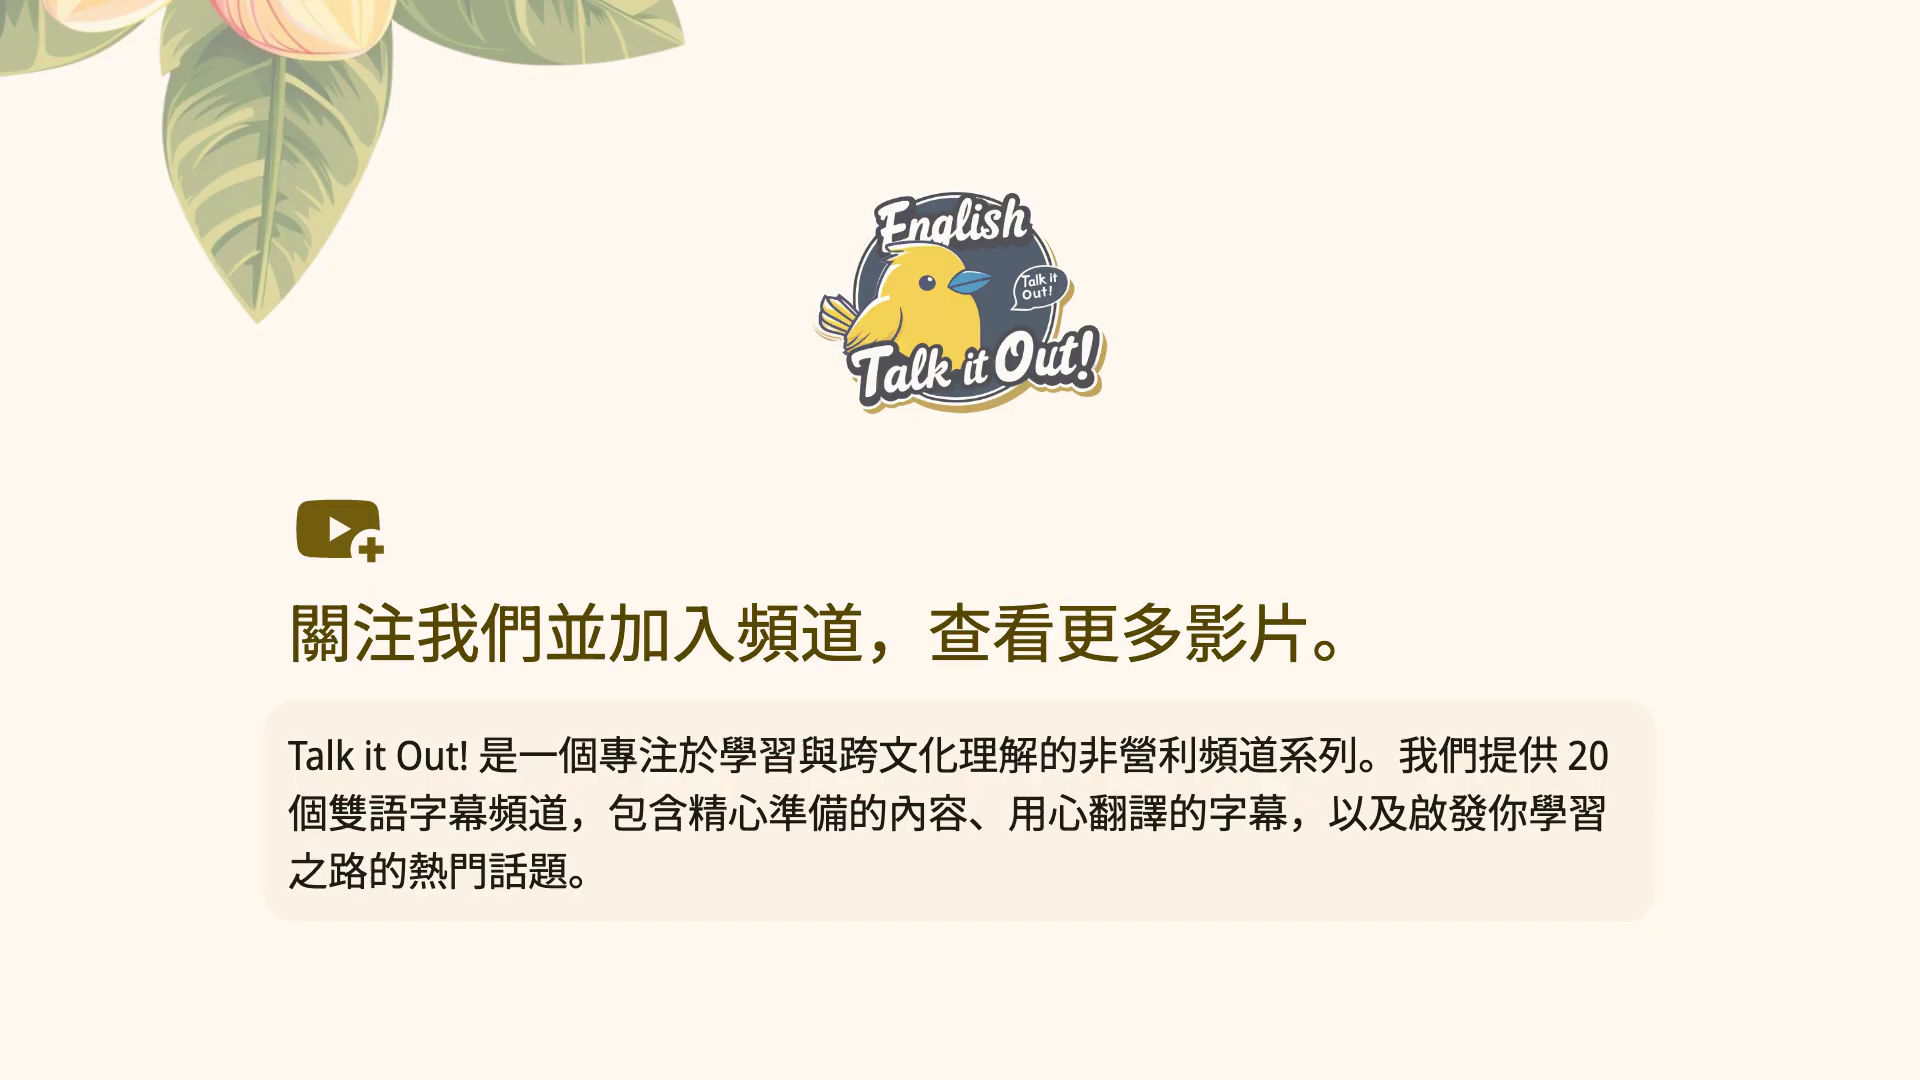 English
Talk it
Out!
Talk it Out!
關注我們並加入頻道，查看更多影片。
Talk it Out! 是一個專注於學習與跨文化理解的非營利頻道系列。我們提供 20
個雙語字幕頻道，包含精心準備的內容、用心翻譯的字幕，以及啟發你學習
之路的熱門話題。